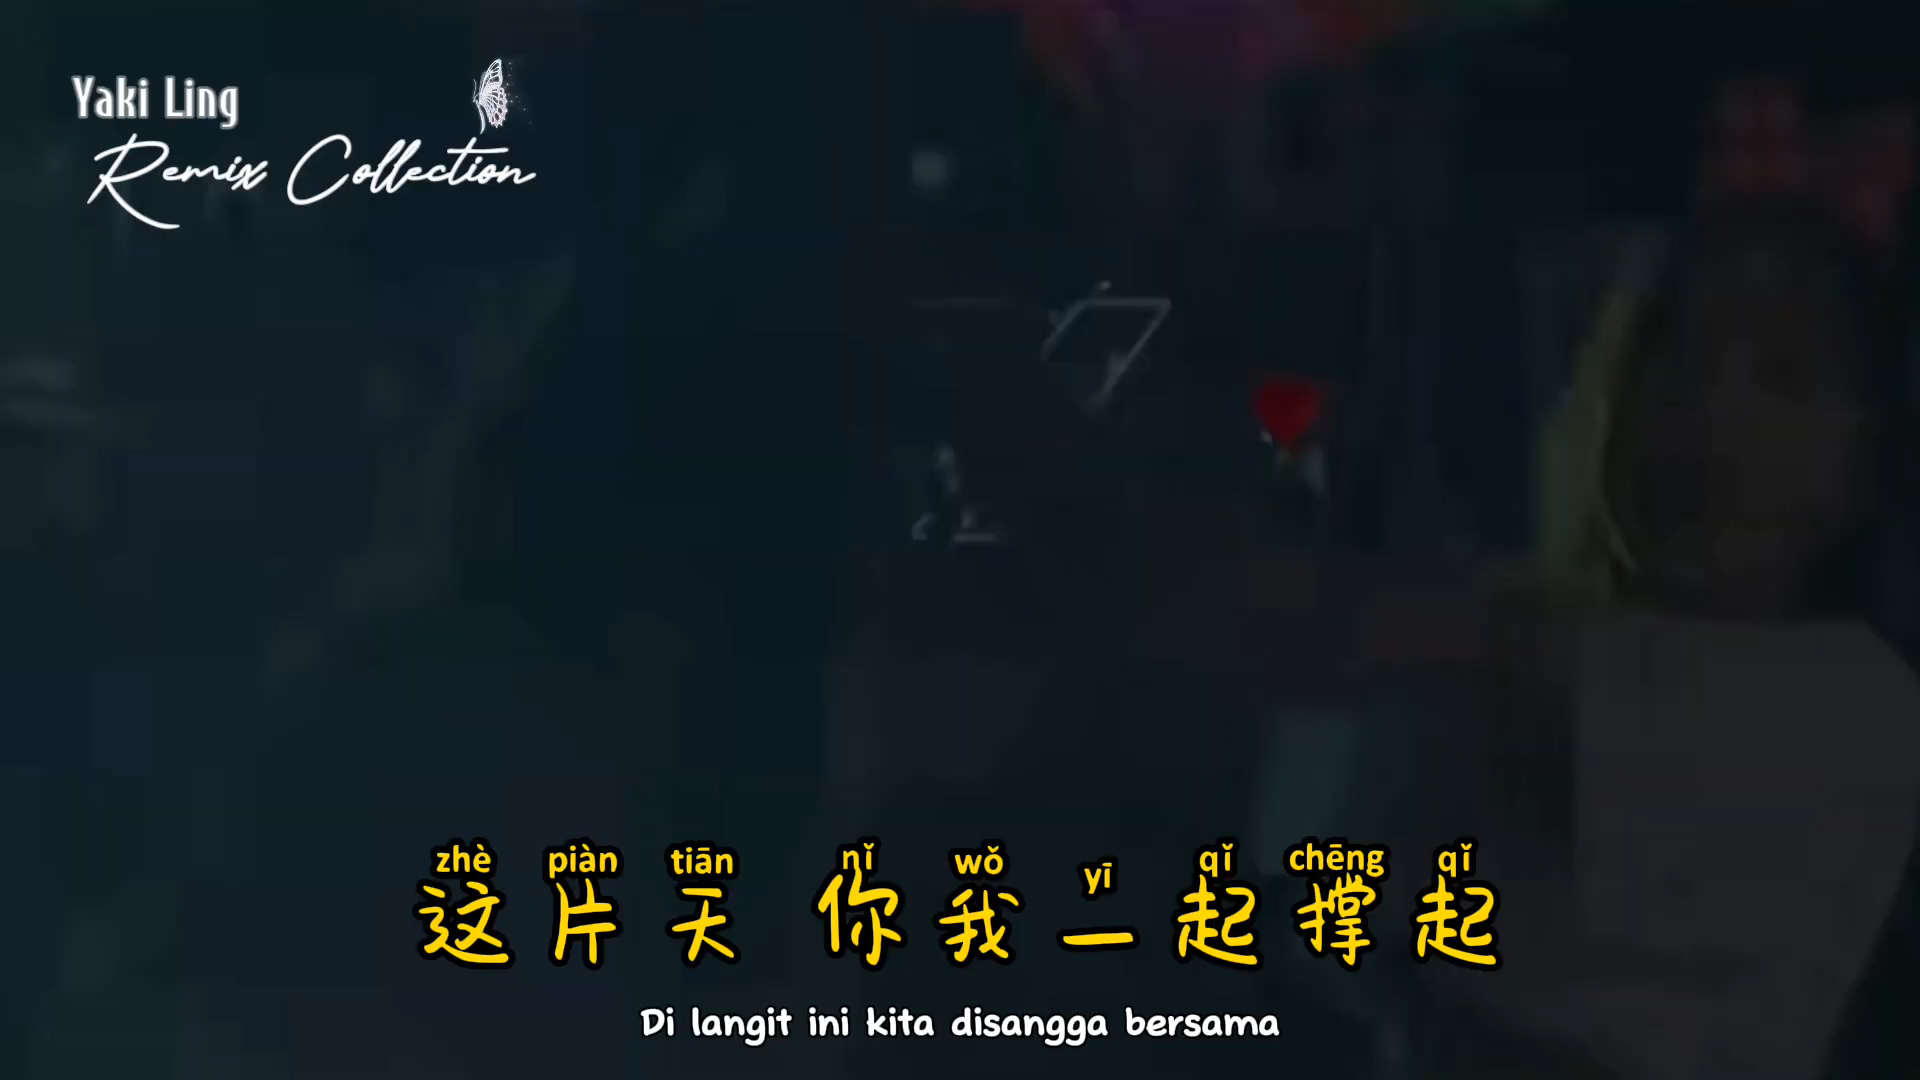 Yaki Ling
Remix Collection
zhè piàn tiān nǐ wǒ yī qǐ chēng qǐ
这片天 你我一起撑起
Di langit ini kita disangga bersama